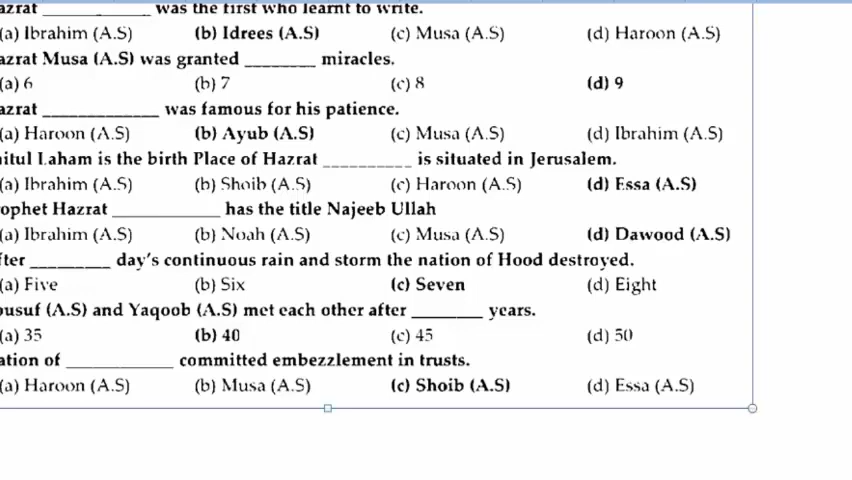 azrat ____________ was the first who learnt to write.
(a) Ibrahim (A.S) (b) Idrees (A.S) (c) Musa (A.S) (d) Haroon (A.S)
azrat Musa (A.S) was granted ________ miracles.
(a) 6 (b) 7 (c) 8 (d) 9
azrat _____________ was famous for his patience.
(a) Haroon (A.S) (b) Ayub (A.S) (c) Musa (A.S) (d) Ibrahim (A.S)
itul Laham is the birth Place of Hazrat __________ is situated in Jerusalem.
(a) Ibrahim (A.S) (b) Shoib (A.S) (c) Haroon (A.S) (d) Essa (A.S)
ophet Hazrat ____________ has the title Najeeb Ullah
(a) Ibrahim (A.S) (b) Noah (A.S) (c) Musa (A.S) (d) Dawood (A.S)
fter _________ day's continuous rain and storm the nation of Hood destroyed.
(a) Five (b) Six (c) Seven (d) Eight
ousuf (A.S) and Yaqoob (A.S) met each other after ________ years.
(a) 35 (b) 40 (c) 45 (d) 50
ation of ____________ committed embezzlement in trusts.
(a) Haroon (A.S) (b) Musa (A.S) (c) Shoib (A.S) (d) Essa (A.S)